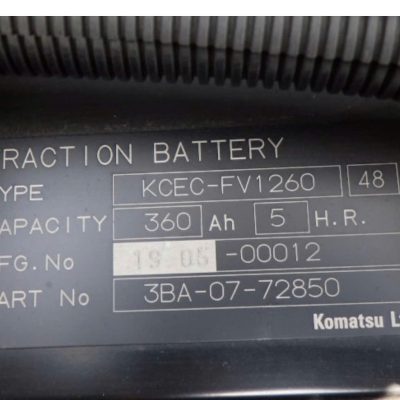 RACTION BATTERY
YPE KCEC-FV1260 48
APACITY 360 Ah 5 H.R.
FG.No 19.05 -00012
ART No 3BA-07-72850
Komatsu L